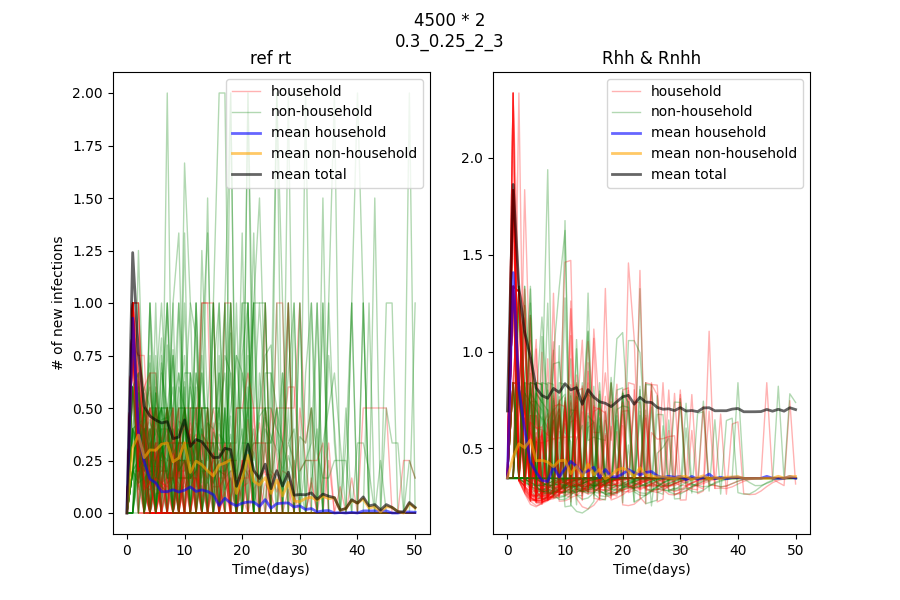 4500 * 2
0.3_0.25_2_3
ref rt
Rhh & Rnhh
household
non-household
mean household
mean non-household
mean total
household
non-household
mean household
mean non-household
mean total
# of new infections
2.00
1.75
1.50
1.25
1.00
0.75
0.50
0.25
0.00
2.0
1.5
1.0
0.5
0 10 20 30 40 50
0 10 20 30 40 50
Time(days)
Time(days)